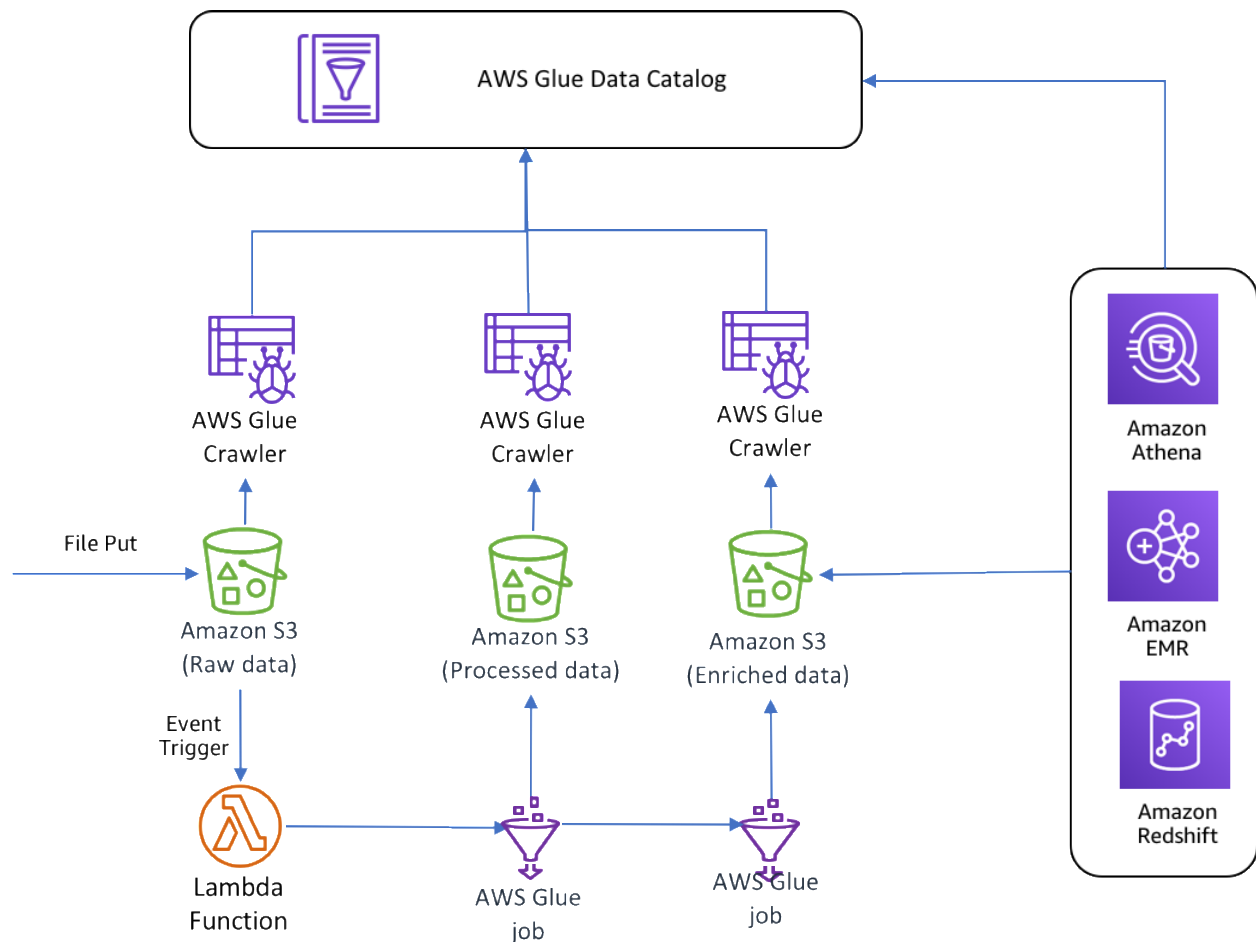 AWS Glue Data Catalog
AWS Glue
Crawler
AWS Glue
Crawler
AWS Glue
Crawler
File Put
Amazon S3
(Raw data)
Amazon S3
(Processed data)
Amazon S3
(Enriched data)
Event
Trigger
Lambda
Function
AWS Glue
job
AWS Glue
job
Amazon
Athena
Amazon
EMR
Amazon
Redshift